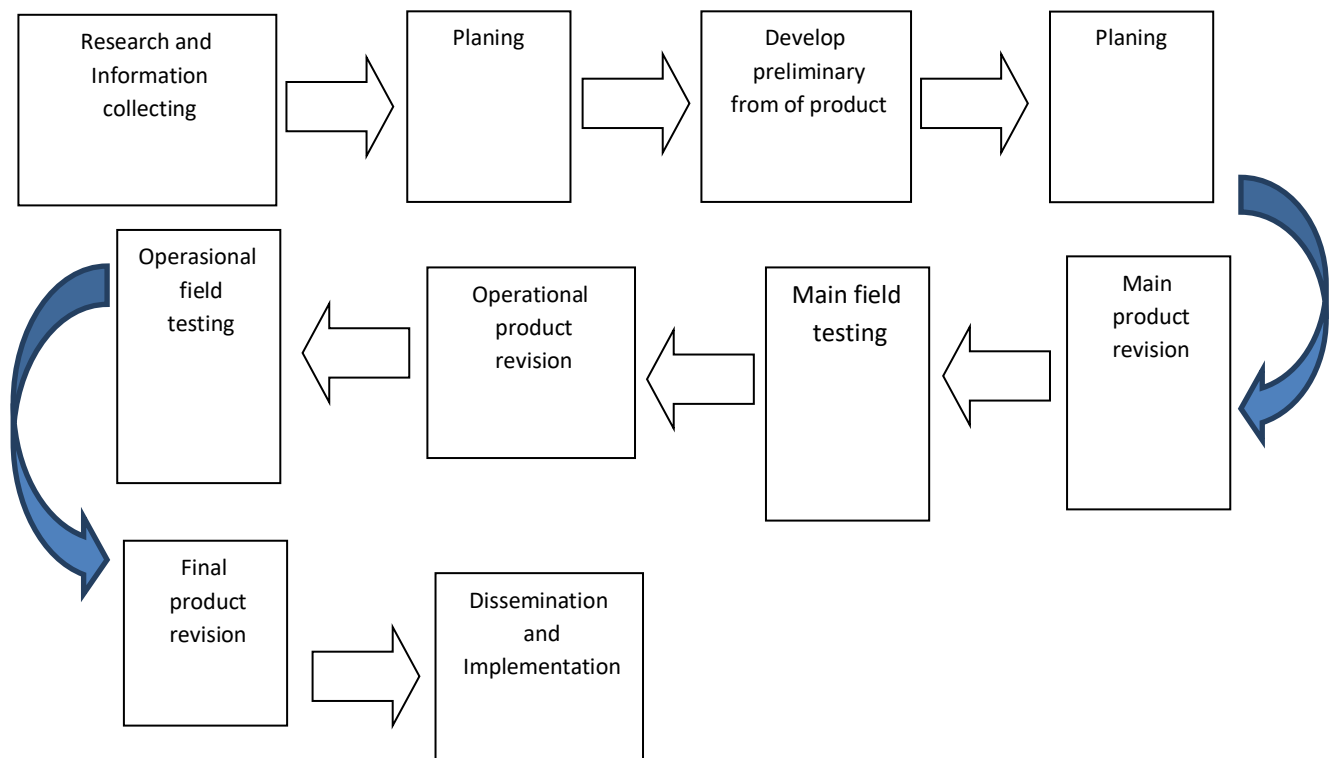 Research and
Information
collecting
Planing
Develop
preliminary
from of product
Planing
Main
product
revision
Main field
testing
Operational
product
revision
Operasional
field
testing
Final
product
revision
Dissemination
and
Implementation